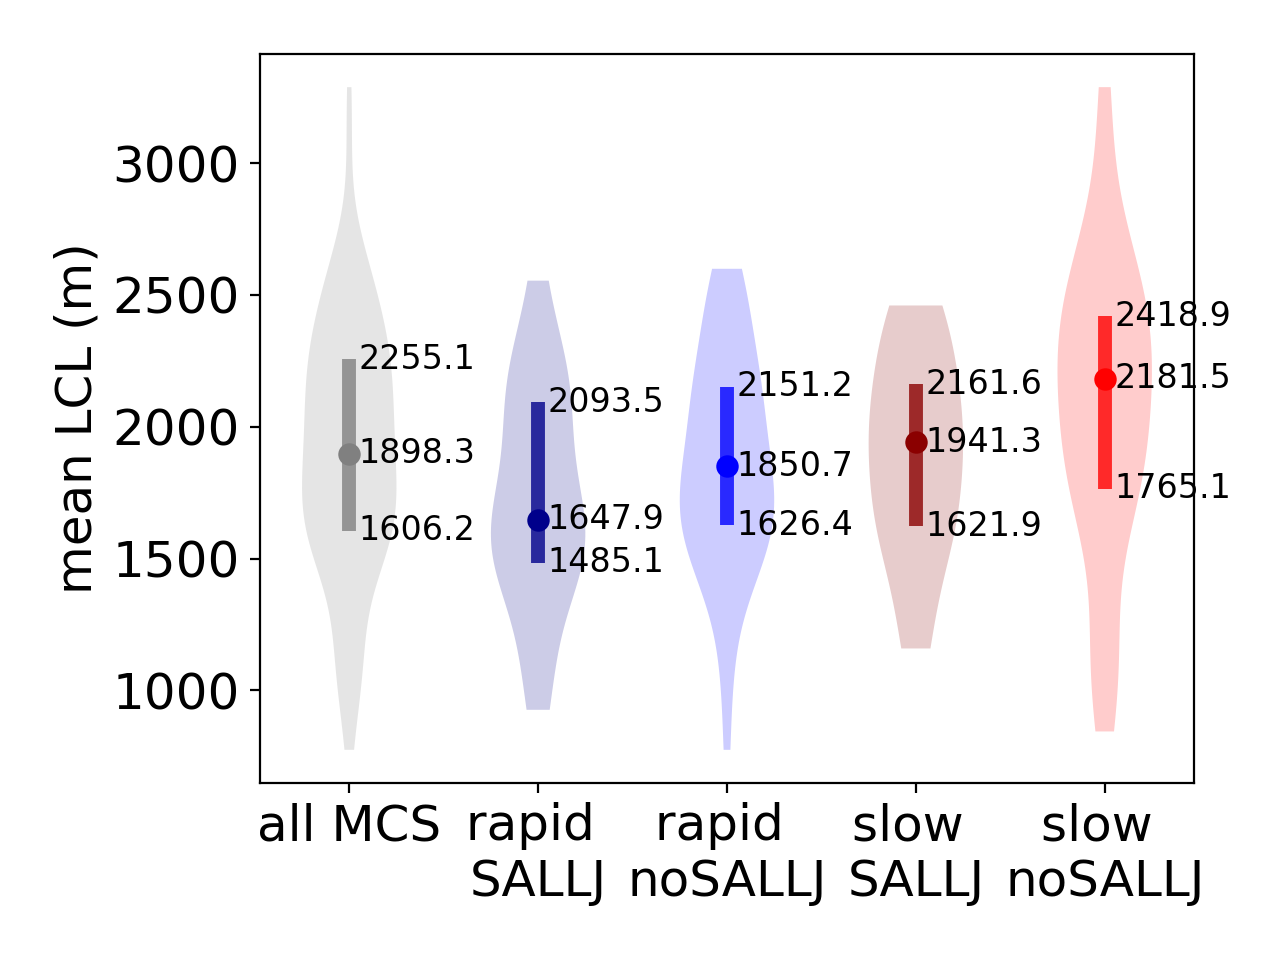 mean LCL (m)
3000
2500
2000
1500
1000
2255.1
1898.3
1606.2
2093.5
1647.9
1485.1
2151.2
1850.7
1626.4
2161.6
1941.3
1621.9
2418.9
2181.5
1765.1
all MCS
rapid
SALLJ
rapid
noSALLJ
slow
SALLJ
slow
noSALLJ